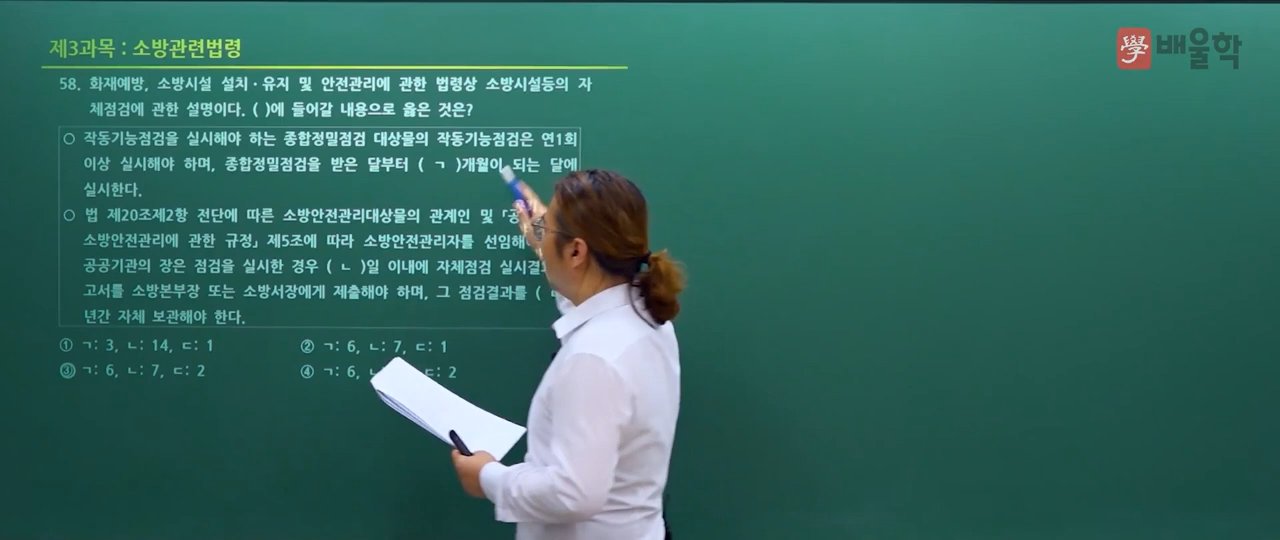 제3과목 : 소방관련법령
學 배울학
58. 화재예방, 소방시설 설치·유지 및 안전관리에 관한 법령상 소방시설등의 자
체점검에 관한 설명이다. ( )에 들어갈 내용으로 옳은 것은?
○ 작동기능점검을 실시해야 하는 종합정밀점검 대상물의 작동기능점검은 연1회
이상 실시해야 하며, 종합정밀점검을 받은 달부터 ( ㄱ )개월이 되는 달에
실시한다.
○ 법 제20조제2항 전단에 따른 소방안전관리대상물의 관계인 및 「공
소방안전관리에 관한 규정」 제5조에 따라 소방안전관리자를 선임해
공공기관의 장은 점검을 실시한 경우 ( ㄴ )일 이내에 자체점검 실시결
고서를 소방본부장 또는 소방서장에게 제출해야 하며, 그 점검결과를 (
년간 자체 보관해야 한다.
① ㄱ: 3, ㄴ: 14, ㄷ: 1 ② ㄱ: 6, ㄴ: 7, ㄷ: 1
③ ㄱ: 6, ㄴ: 7, ㄷ: 2 ④ ㄱ: 6, ㄷ: 2